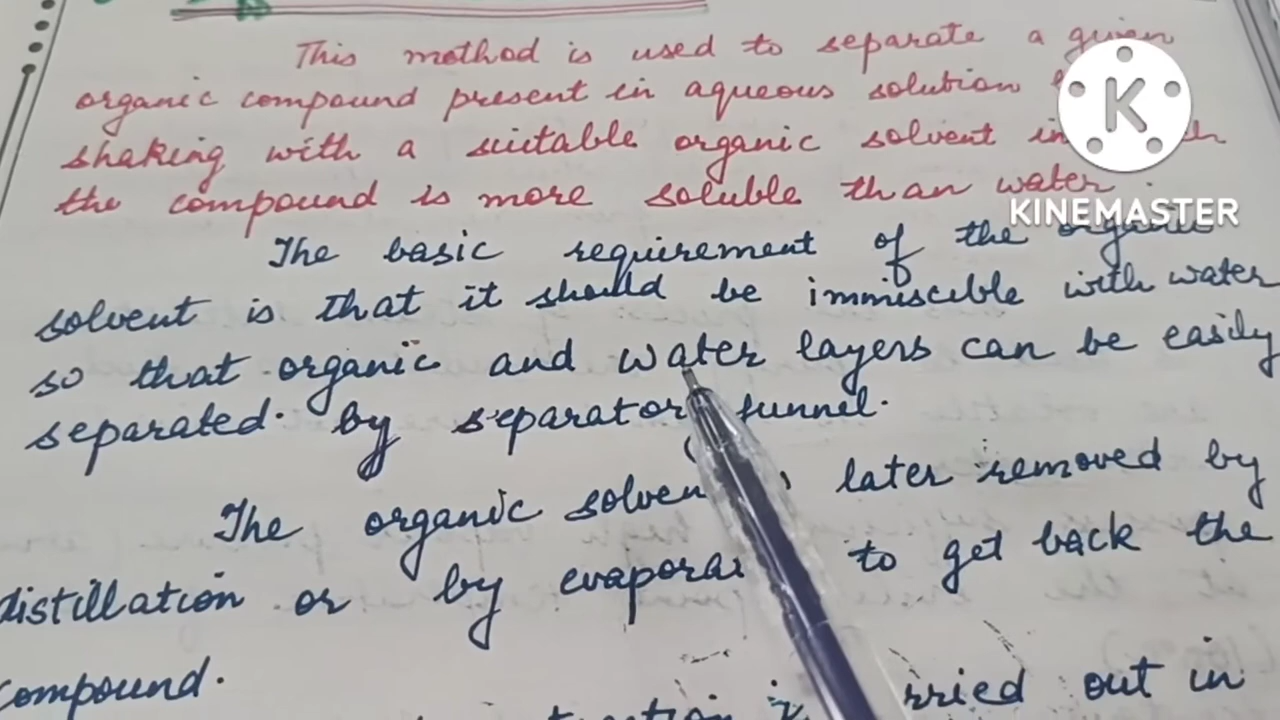 This method is used to separate a given
organic compound present in aqueous solution
shaking with a suitable organic solvent in
the compound is more soluble than water.
KINEMASTER
The basic requirement of the organic
solvent is that it should be immiscible with water
so that organic and water layers can be easily
separated. by separator funnel.
The organic later removed by
distillation or by to get back the
compound.
out in